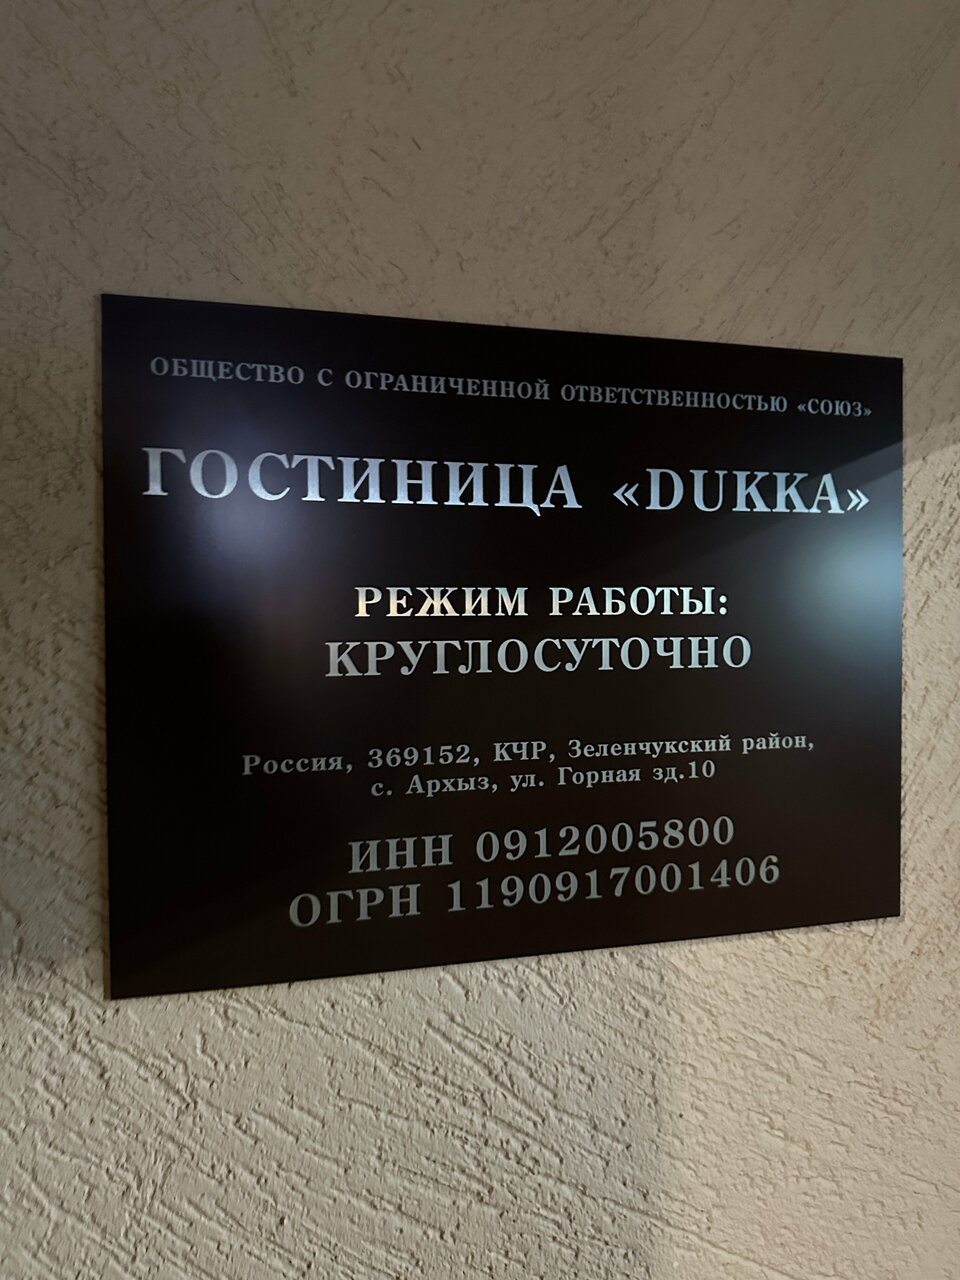 ОБЩЕСТВО С ОГРАНИЧЕННОЙ ОТВЕТСТВЕННОСТЬЮ «СОЮЗ»
ГОСТИНИЦА «DUKKA»
РЕЖИМ РАБОТЫ:
КРУГЛОСУТОЧНО
Россия, 369152, КЧР, Зеленчукский район,
с. Архыз, ул. Горная зд.10
ИНН 0912005800
ОГРН 1190917001406